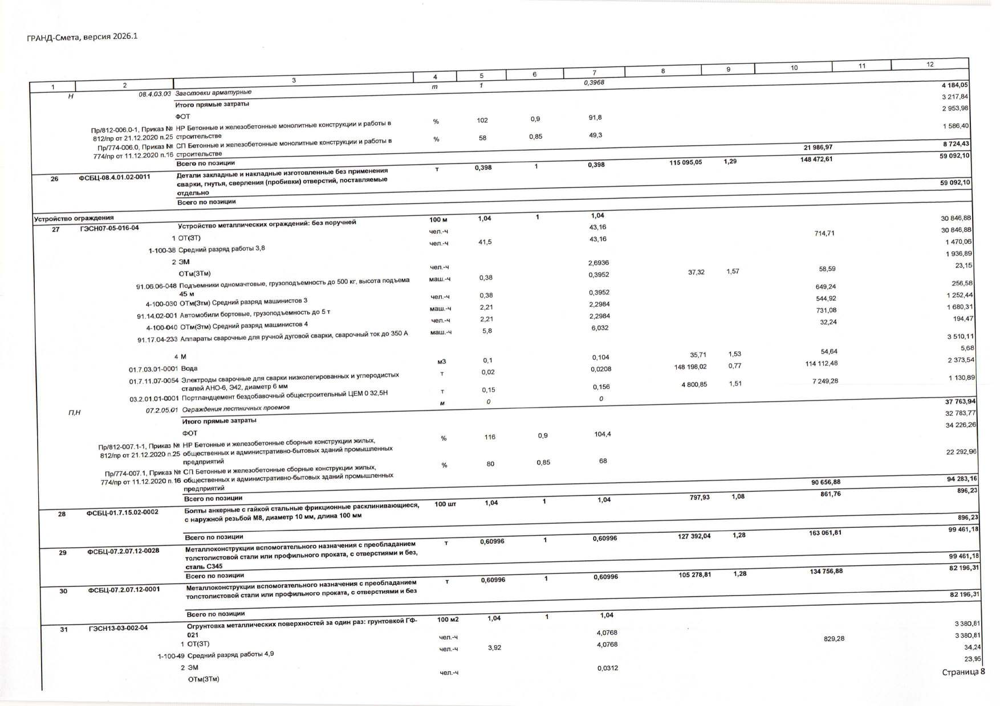 ГРАНД-Смета, версия 2026.1
1 2 3 4 5 6 7 8 9 10 11 12
Н 08.4.03.03 Заготовки арматурные т 1 0,3968
Итого прямые затраты 4 184,05
ФОТ 3 217,84
Пр/812-006.0-1, Приказ № НР Бетонные и железобетонные монолитные конструкции и работы в % 102 0,9 91,8 2 953,98
812/пр от 21.12.2020 п.25 строительстве
Пр/774-006.0, Приказ № СП Бетонные и железобетонные монолитные конструкции и работы в % 58 0,85 49,3 1 586,40
774/пр от 11.12.2020 п.16 строительстве
Всего по позиции 21 986,97 8 724,43
26 ФСБЦ-08.4.01.02-0011 Детали закладные и накладные изготовленные без применения т 0,398 1 0,398 115 095,05 1,29 148 472,61 59 092,10
сварки, гнутья, сверления (пробивки) отверстий, поставляемые
отдельно
Всего по позиции 59 092,10
Устройство ограждения
27 ГЭСН07-05-016-04 Устройство металлических ограждений: без поручней 100 м 1,04 1 1,04
1 ОТ(ЗТ) чел.-ч 43,16 30 846,88
1-100-38 Средний разряд работы 3,8 чел.-ч 41,5 43,16 714,71 30 846,88
2 ЭМ 1 470,06
ОТм(ЗТм) чел.-ч 2,6936 1 936,89
91.06.06-048 Подъемники одномачтовые, грузоподъемность до 500 кг, высота подъема маш.-ч 0,38 0,3952 37,32 1,57 58,59 23,15
45 м
4-100-030 ОТм(Зтм) Средний разряд машинистов 3 чел.-ч 0,38 0,3952 649,24 256,58
91.14.02-001 Автомобили бортовые, грузоподъемность до 5 т маш.-ч 2,21 2,2984 544,92 1 252,44
4-100-040 ОТм(Зтм) Средний разряд машинистов 4 чел.-ч 2,21 2,2984 731,08 1 680,31
91.17.04-233 Аппараты сварочные для ручной дуговой сварки, сварочный ток до 350 А маш.-ч 5,8 6,032 32,24 194,47
4 М 3 510,11
01.7.03.01-0001 Вода м3 0,1 0,104 35,71 1,53 54,64 5,68
01.7.11.07-0054 Электроды сварочные для сварки низколегированных и углеродистых т 0,02 0,0208 148 198,02 0,77 114 112,48 2 373,54
сталей АНО-6, Э42, диаметр 6 мм
03.2.01.01-0001 Портландцемент бездобавочный общестроительный ЦЕМ 0 32,5Н т 0,15 0,156 4 800,85 1,51 7 249,28 1 130,89
П,Н 07.2.05.01 Ограждения лестничных проемов м 0 0
Итого прямые затраты 37 763,94
ФОТ 32 783,77
Пр/812-007.1-1, Приказ № НР Бетонные и железобетонные сборные конструкции жилых, % 116 0,9 104,4 34 226,26
812/пр от 21.12.2020 п.25 общественных и административно-бытовых зданий промышленных
предприятий
Пр/774-007.1, Приказ № СП Бетонные и железобетонные сборные конструкции жилых, % 80 0,85 68 22 292,96
774/пр от 11.12.2020 п.16 общественных и административно-бытовых зданий промышленных
предприятий
Всего по позиции 90 656,88 94 283,16
28 ФСБЦ-01.7.15.02-0002 Болты анкерные с гайкой стальные фрикционные расклинивающиеся, 100 шт 1,04 1 1,04 797,93 1,08 861,76 896,23
с наружной резьбой М8, диаметр 10 мм, длина 100 мм
Всего по позиции 896,23
29 ФСБЦ-07.2.07.12-0028 Металлоконструкции вспомогательного назначения с преобладанием т 0,60996 1 0,60996 127 392,04 1,28 163 061,81 99 461,18
толстолистовой стали или профильного проката, с отверстиями и без,
сталь С345
Всего по позиции 99 461,18
30 ФСБЦ-07.2.07.12-0001 Металлоконструкции вспомогательного назначения с преобладанием т 0,60996 1 0,60996 105 278,81 1,28 134 756,88 82 196,31
толстолистовой стали или профильного проката, с отверстиями и без
Всего по позиции 82 196,31
31 ГЭСН13-03-002-04 Огрунтовка металлических поверхностей за один раз: грунтовкой ГФ- 100 м2 1,04 1 1,04
021
1 ОТ(ЗТ) чел.-ч 4,0768 3 380,81
1-100-49 Средний разряд работы 4,9 чел.-ч 3,92 4,0768 829,28 3 380,81
2 ЭМ 34,24
ОТм(ЗТм) чел.-ч 0,0312 23,95
Страница 8